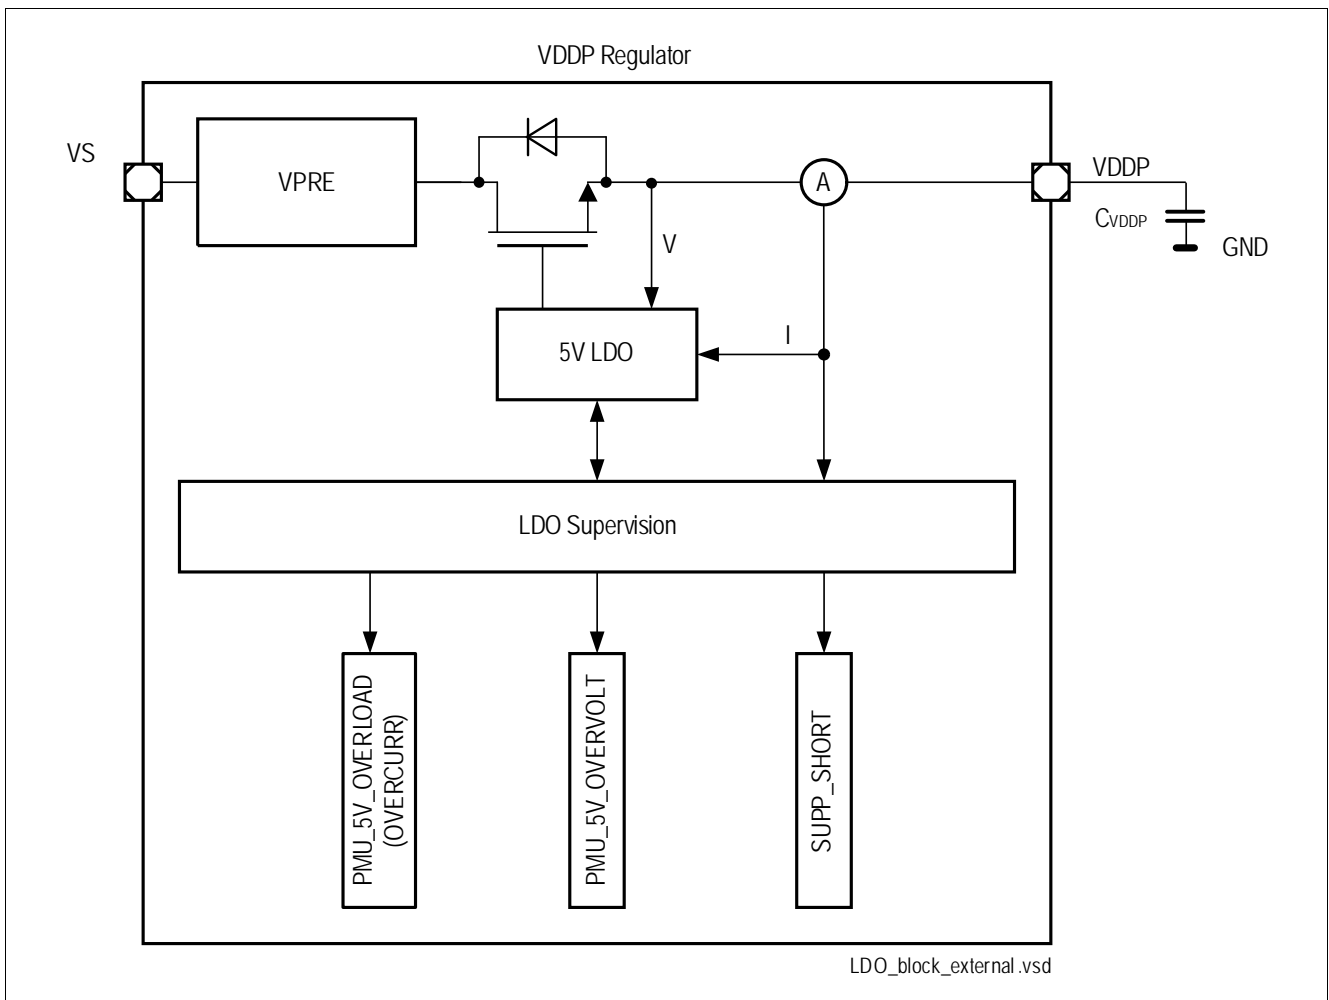 VDDP Regulator
VS
VPRE
A
VDDP
CVDDP
GND
V
I
5V LDO
LDO Supervision
PMU_5V_OVERLOAD
(OVERCURR)
PMU_5V_OVERVOLT
SUPP_SHORT
LDO_block_external.vsd